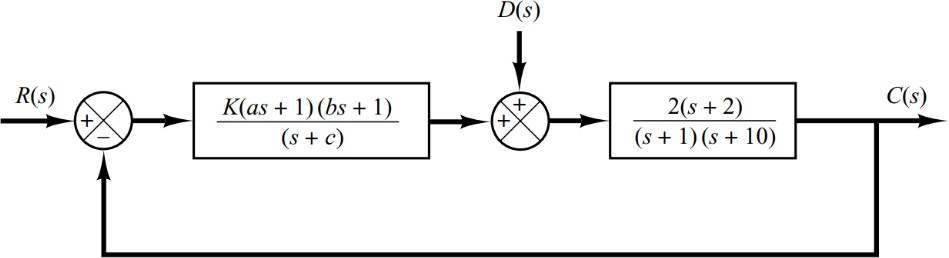 D(s)
R(s)
C(s)
K(as + 1)(bs + 1)
(s + c)
2(s + 2)
(s + 1)(s + 10)
+
−
+
+